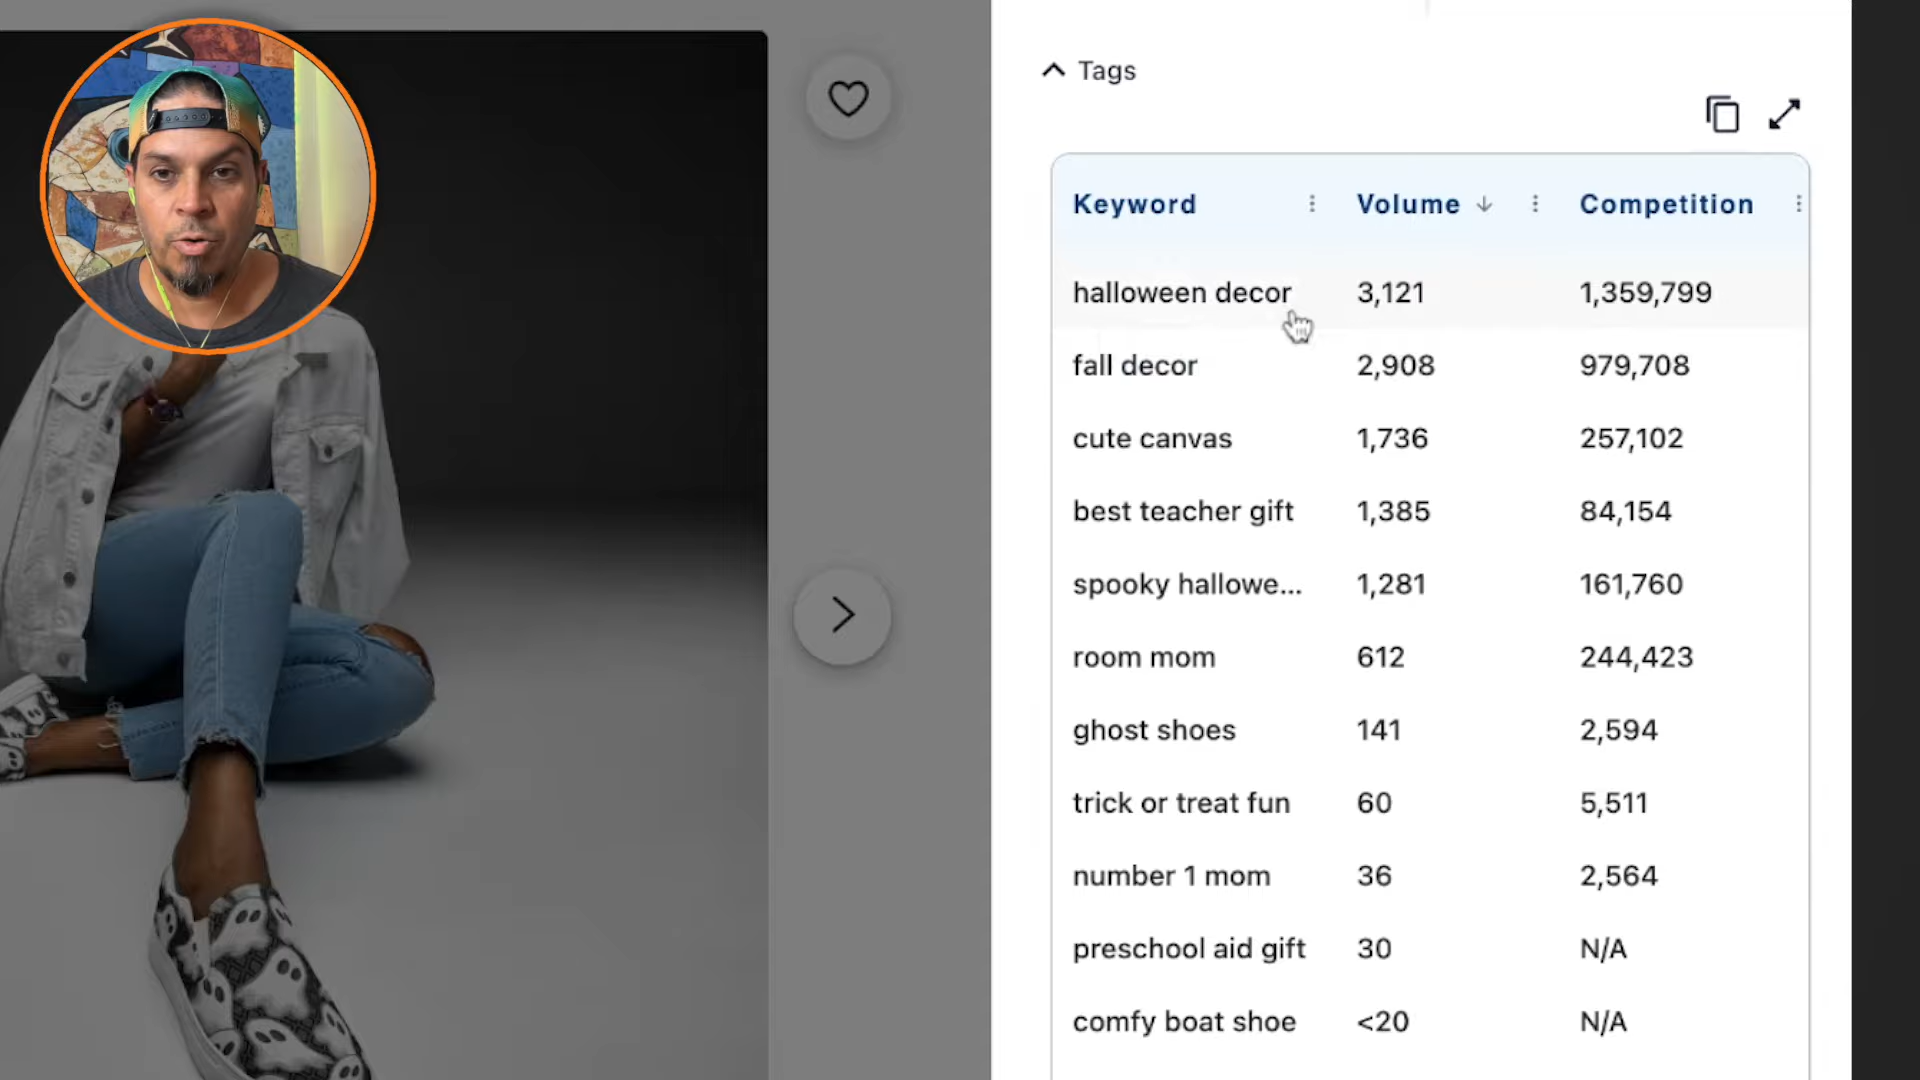 Tags
Keyword Volume Competition
halloween decor 3,121 1,359,799
fall decor 2,908 979,708
cute canvas 1,736 257,102
best teacher gift 1,385 84,154
spooky hallowe... 1,281 161,760
room mom 612 244,423
ghost shoes 141 2,594
trick or treat fun 60 5,511
number 1 mom 36 2,564
preschool aid gift 30 N/A
comfy boat shoe <20 N/A